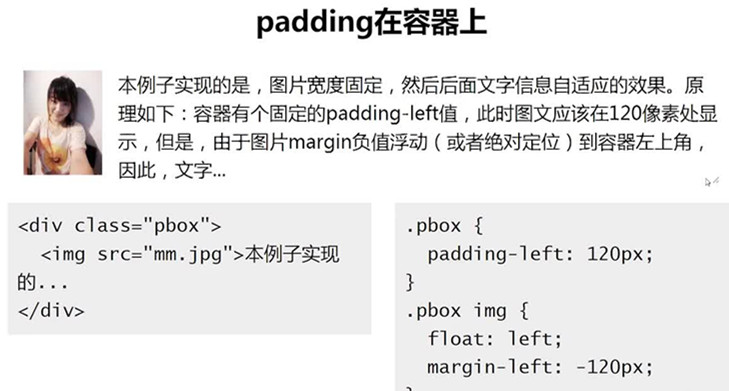 padding在容器上
本例子实现的是，图片宽度固定，然后后面文字信息自适应的效果。原
理如下：容器有个固定的padding-left值，此时图文应该在120像素处显
示，但是，由于图片margin负值浮动（或者绝对定位）到容器左上角，
因此，文字...
<div class="pbox">
  <img src="mm.jpg">本例子实现
的...
</div>
.pbox {
  padding-left: 120px;
}
.pbox img {
  float: left;
  margin-left: -120px;